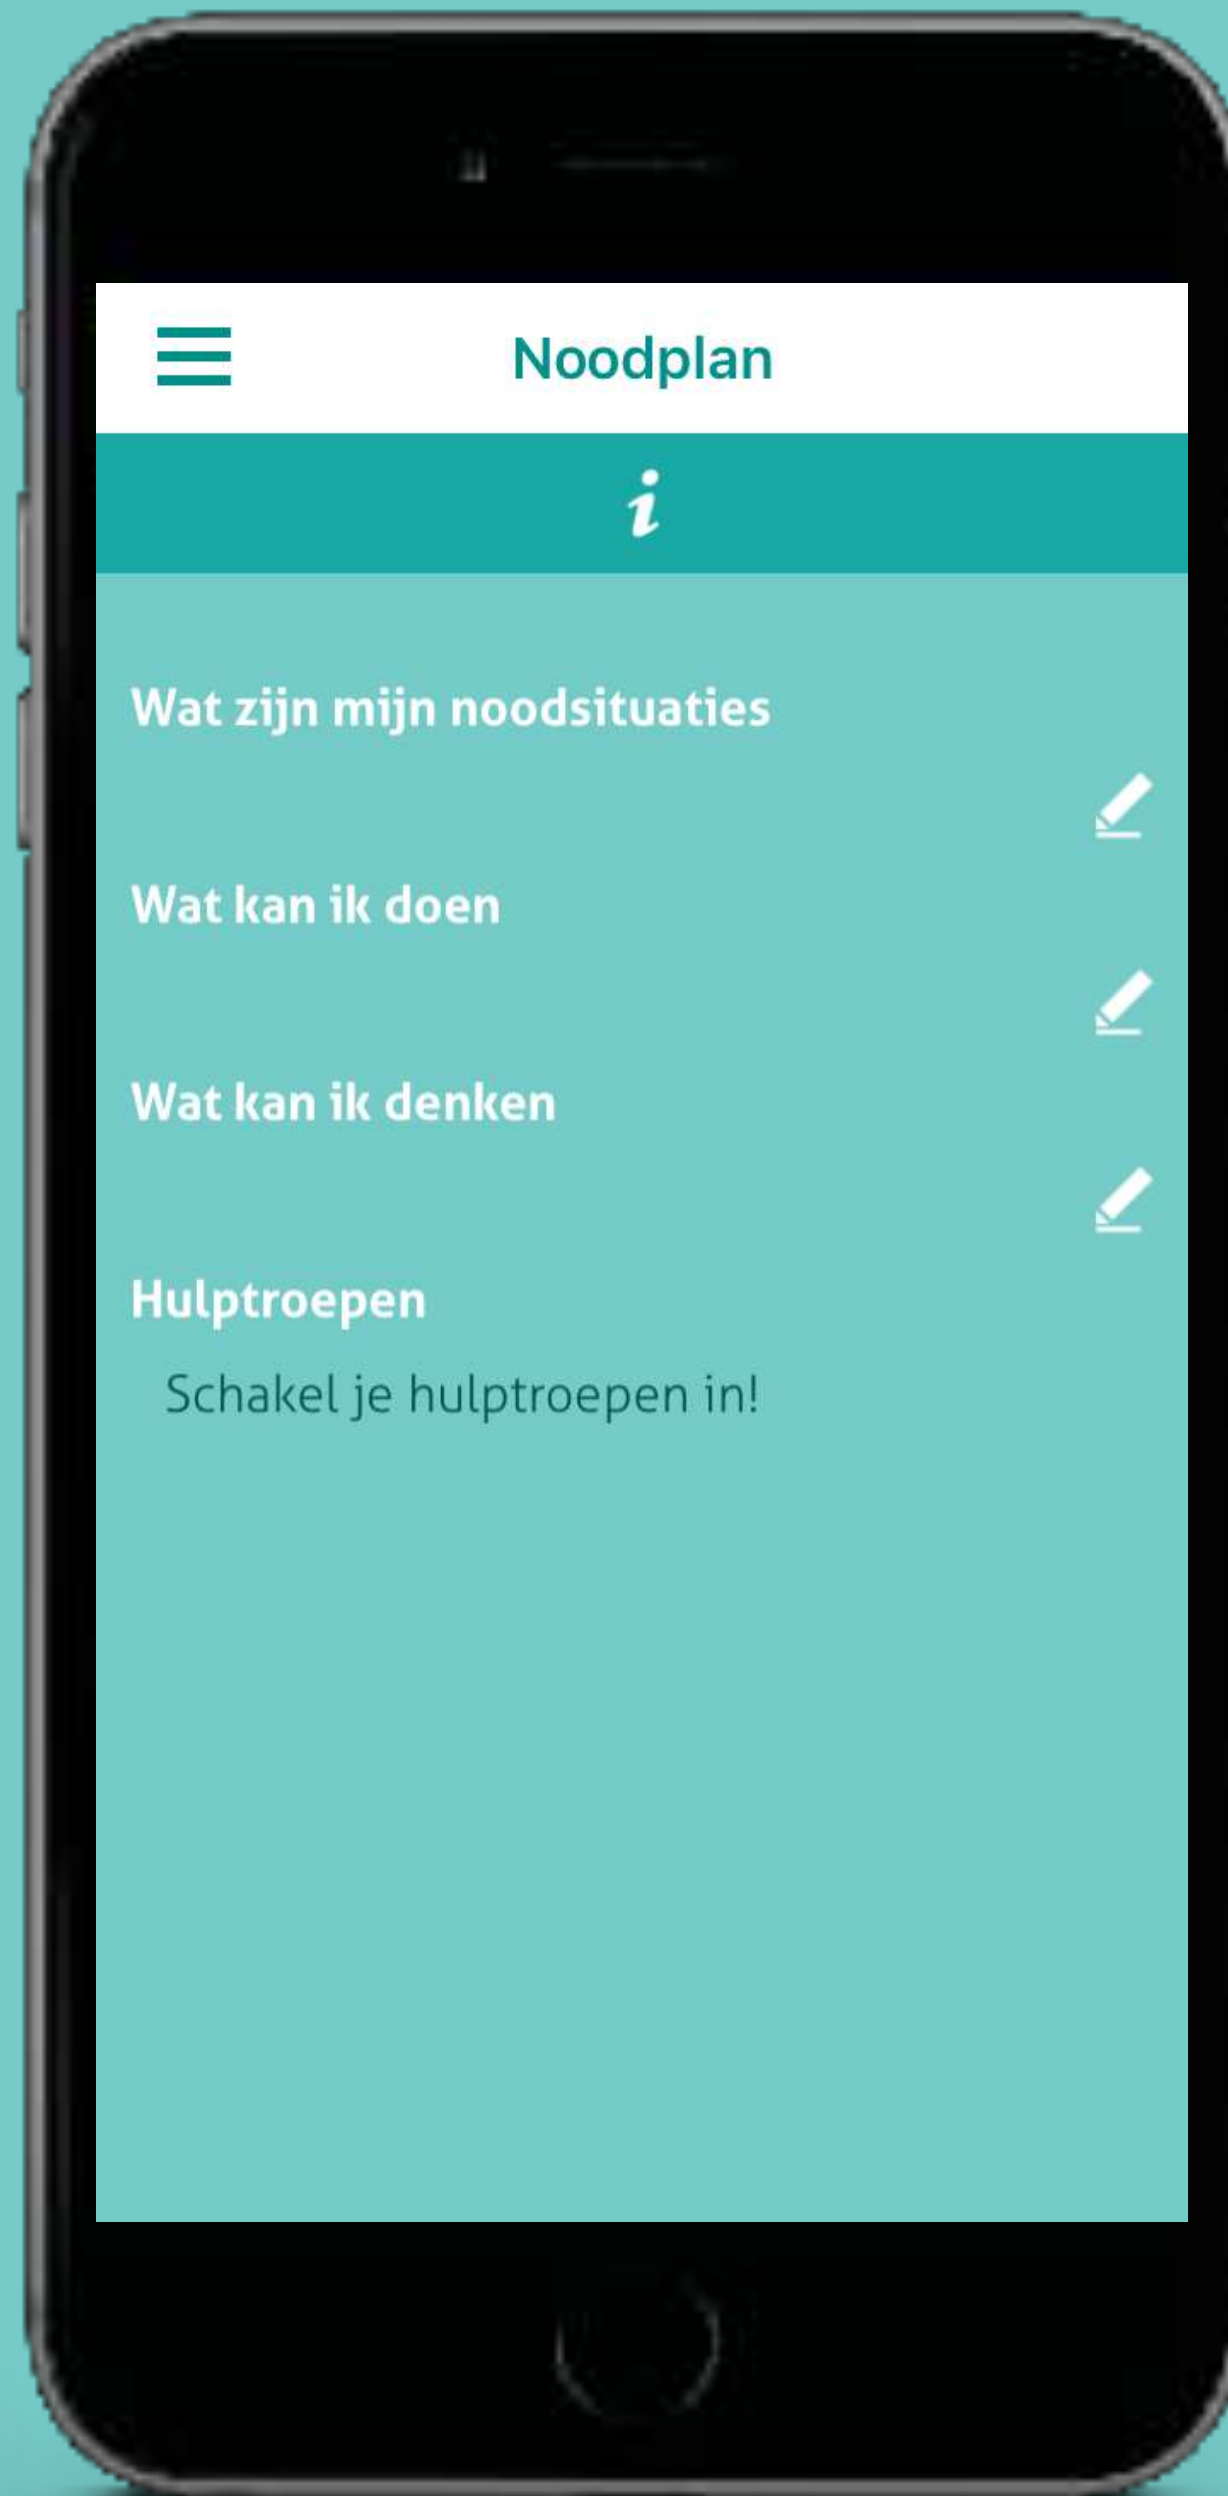 Noodplan
i
Wat zijn mijn noodsituaties
Wat kan ik doen
Wat kan ik denken
Hulptroepen
Schakel je hulptroepen in!